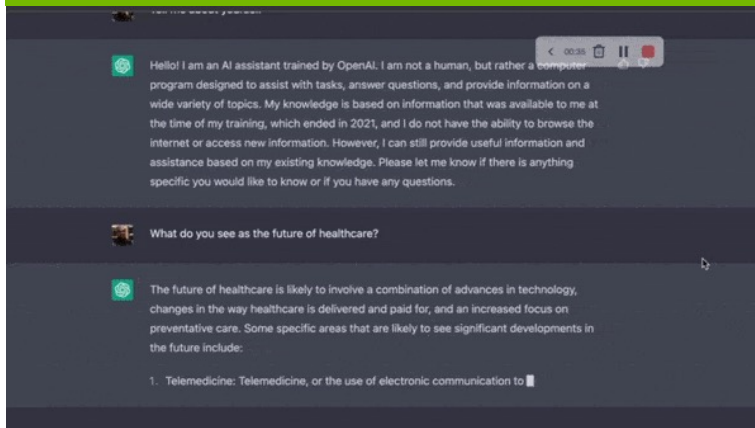 Tell me about yourself
00:35
Hello! I am an AI assistant trained by OpenAI. I am not a human, but rather a computer
program designed to assist with tasks, answer questions, and provide information on a
wide variety of topics. My knowledge is based on information that was available to me at
the time of my training, which ended in 2021, and I do not have the ability to browse the
internet or access new information. However, I can still provide useful information and
assistance based on my existing knowledge. Please let me know if there is anything
specific you would like to know or if you have any questions.
What do you see as the future of healthcare?
The future of healthcare is likely to involve a combination of advances in technology,
changes in the way healthcare is delivered and paid for, and an increased focus on
preventative care. Some specific areas that are likely to see significant developments in
the future include:
1. Telemedicine: Telemedicine, or the use of electronic communication to